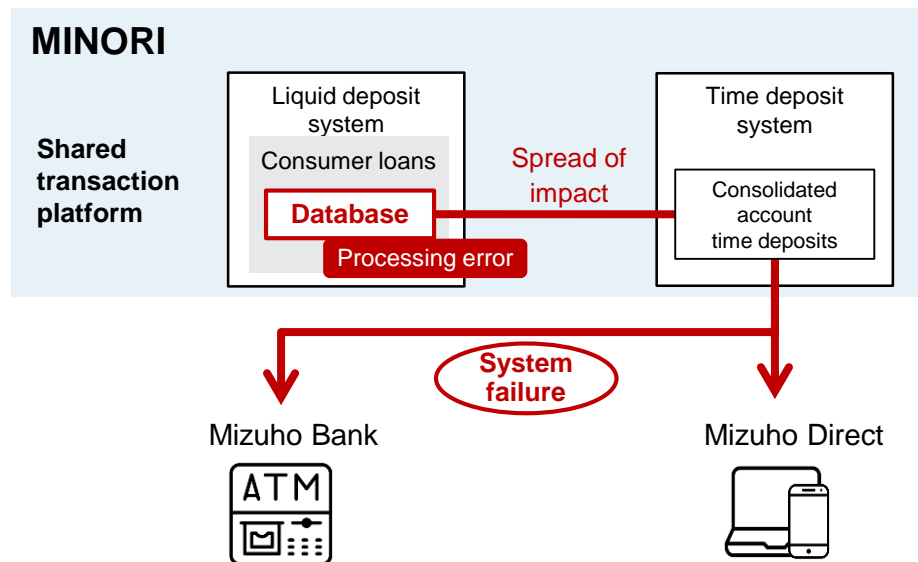 MINORI
Shared
transaction
platform
Liquid deposit
system
Consumer loans
Database
Processing error
Spread of
impact
Time deposit
system
Consolidated
account
time deposits
System
failure
Mizuho Bank
ATM
Mizuho Direct